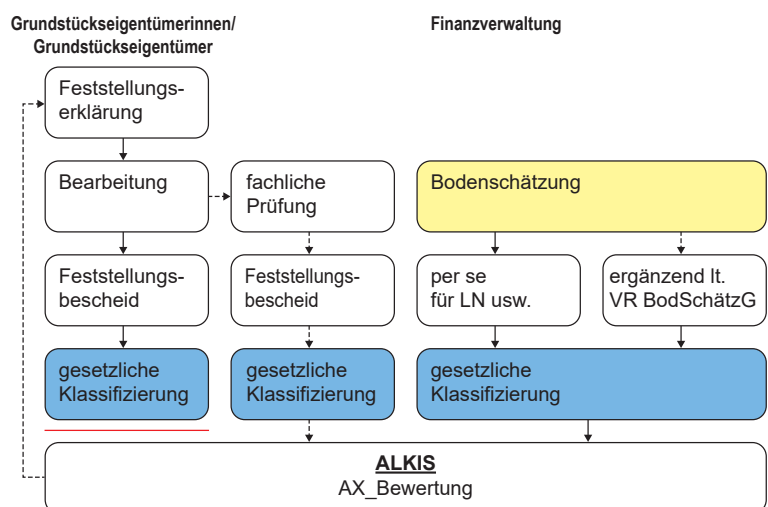 Grundstückseigentümerinnen/
Grundstückseigentümer
Finanzverwaltung
Feststellungs-
erklärung
Bearbeitung
fachliche
Prüfung
Bodenschätzung
Feststellungs-
bescheid
Feststellungs-
bescheid
per se
für LN usw.
ergänzend lt.
VR BodSchätzG
gesetzliche
Klassifizierung
gesetzliche
Klassifizierung
gesetzliche
Klassifizierung
ALKIS
AX_Bewertung